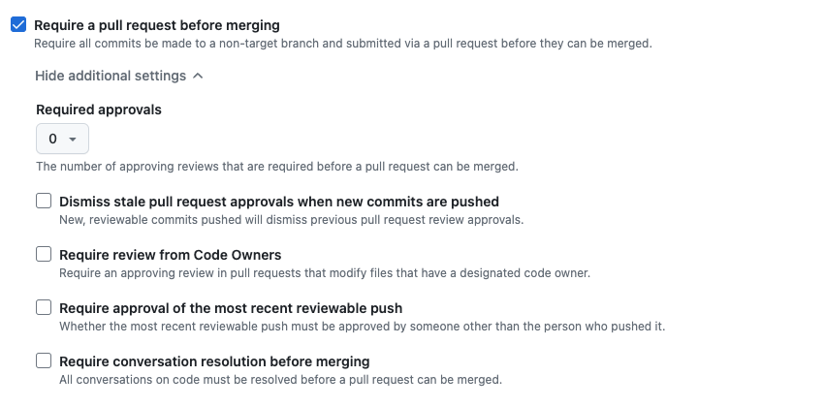 Require a pull request before merging
Require all commits be made to a non-target branch and submitted via a pull request before they can be merged.
Hide additional settings
Required approvals
0
The number of approving reviews that are required before a pull request can be merged.
Dismiss stale pull request approvals when new commits are pushed
New, reviewable commits pushed will dismiss previous pull request review approvals.
Require review from Code Owners
Require an approving review in pull requests that modify files that have a designated code owner.
Require approval of the most recent reviewable push
Whether the most recent reviewable push must be approved by someone other than the person who pushed it.
Require conversation resolution before merging
All conversations on code must be resolved before a pull request can be merged.